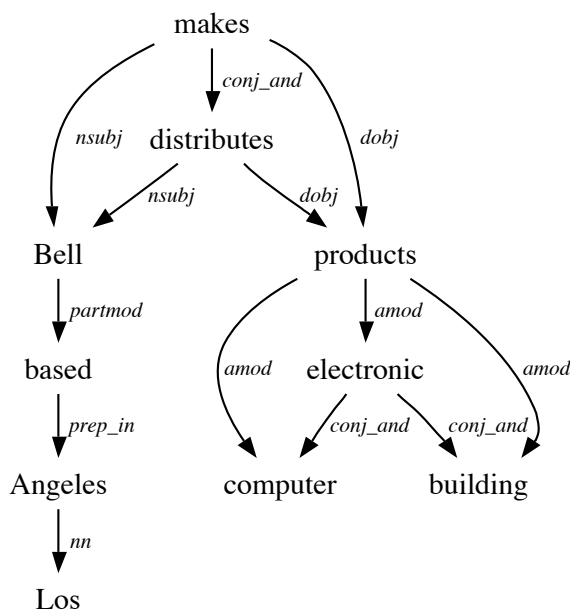 makes
conj_and
nsubj distributes dobj
nsubj dobj
Bell products
partmod amod
based amod electronic amod
prep_in conj_and conj_and
Angeles computer building
nn
Los